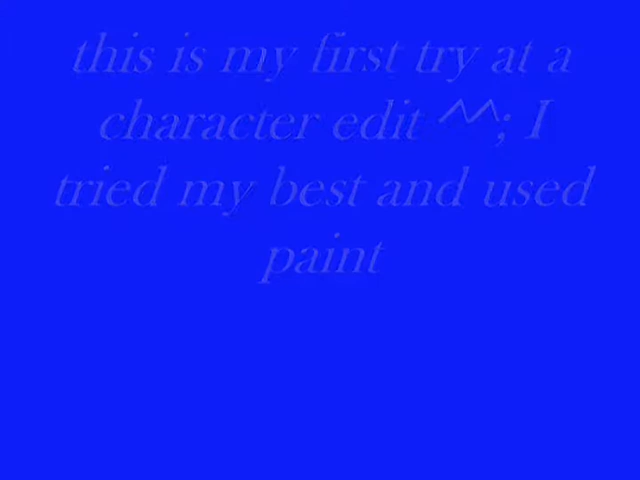 this is my first try at a
character edit ^^; I
tried my best and used
paint